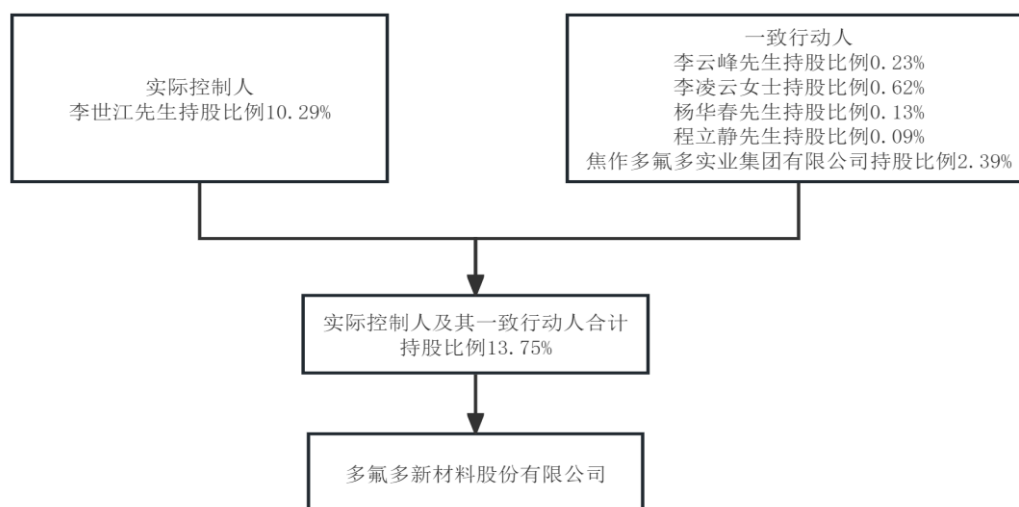 实际控制人
李世江先生持股比例10.29%
一致行动人
李云峰先生持股比例0.23%
李凌云女士持股比例0.62%
杨华春先生持股比例0.13%
程立静先生持股比例0.09%
焦作多氟多实业集团有限公司持股比例2.39%
实际控制人及其一致行动人合计
持股比例13.75%
多氟多新材料股份有限公司